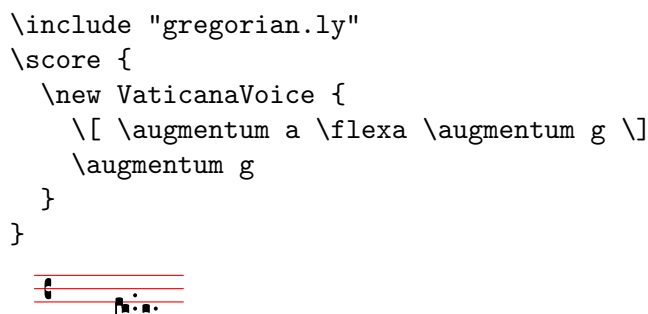 \include "gregorian.ly"
\score {
  \new VaticanaVoice {
    \[ \augmentum a \flexa \augmentum g \]
    \augmentum g
  }
}